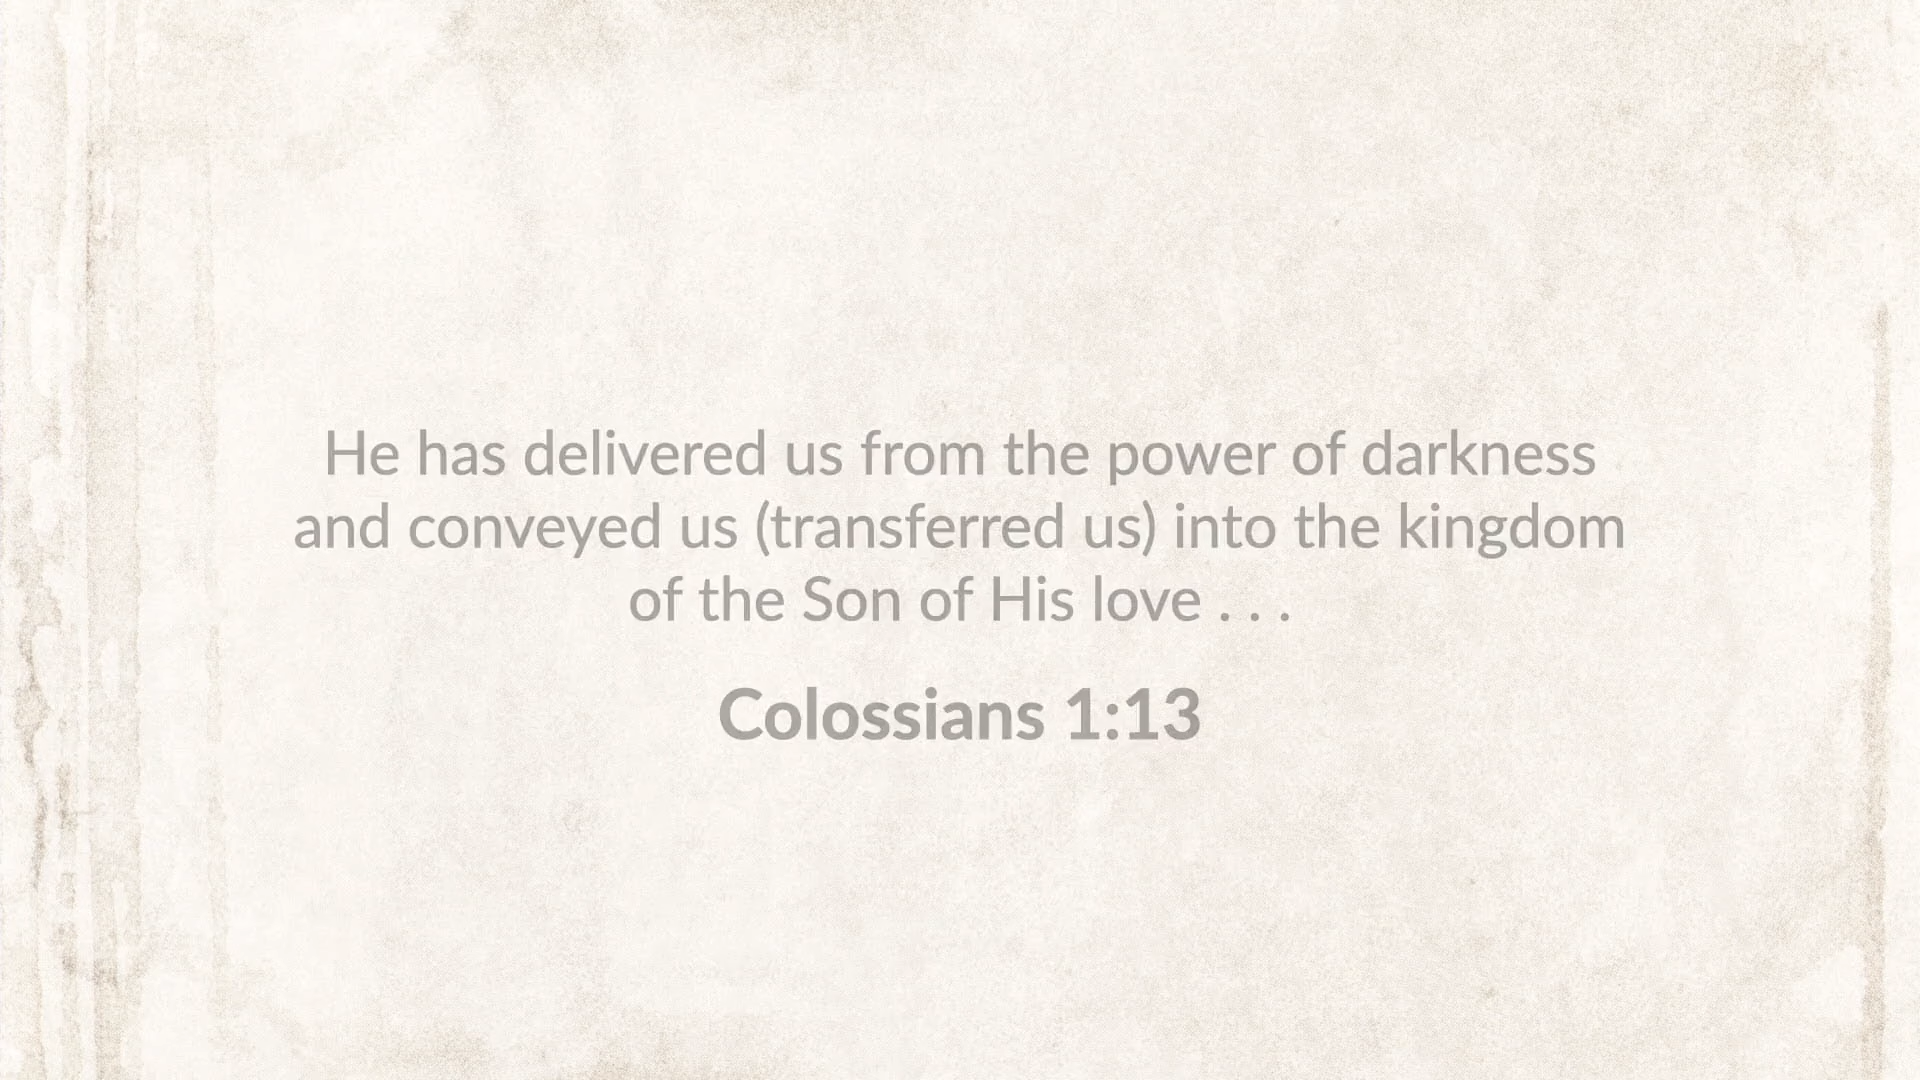 He has delivered us from the power of darkness
and conveyed us (transferred us) into the kingdom
of the Son of His love . . .
Colossians 1:13